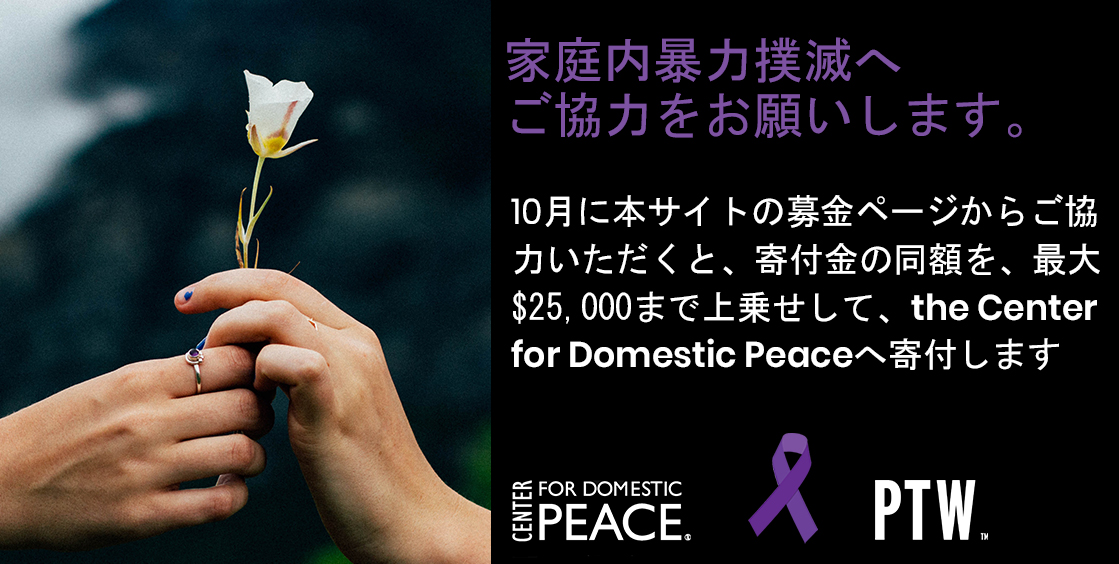 家庭内暴力撲滅へ
ご協力をお願いします。
10月に本サイトの募金ページからご協
力いただくと、寄付金の同額を、最大
$25,000まで上乗せして、the Center
for Domestic Peaceへ寄付します
CENTER
FOR DOMESTIC
PEACE®
PTW™